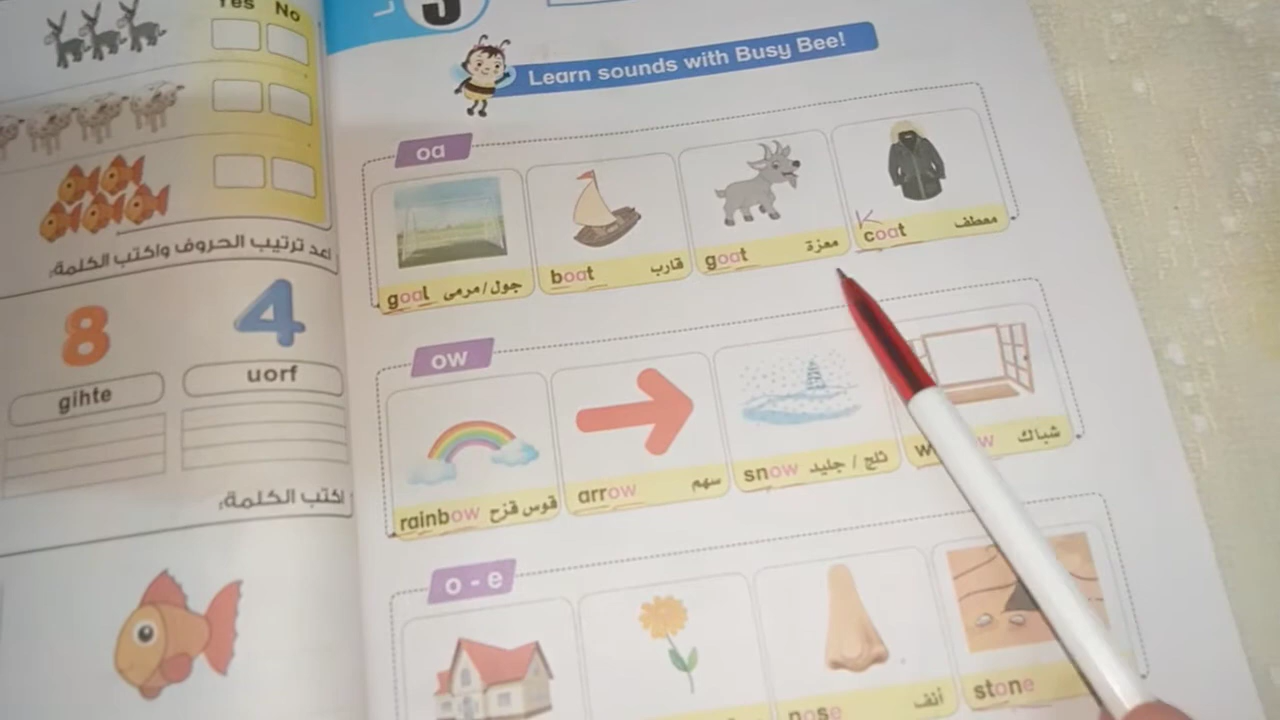 Yes No
أعد ترتيب الحروف واكتب الكلمة:
8 4
gihte
uorf
اكتب الكلمة:
Learn sounds with Busy Bee!
oa
goal جول/مرمى
boat قارب
goat معزة
K
coat معطف
ow
rainbow قوس قزح
arrow سهم
snow ثلج / جليد
w شباك
o - e
nose أنف
stone